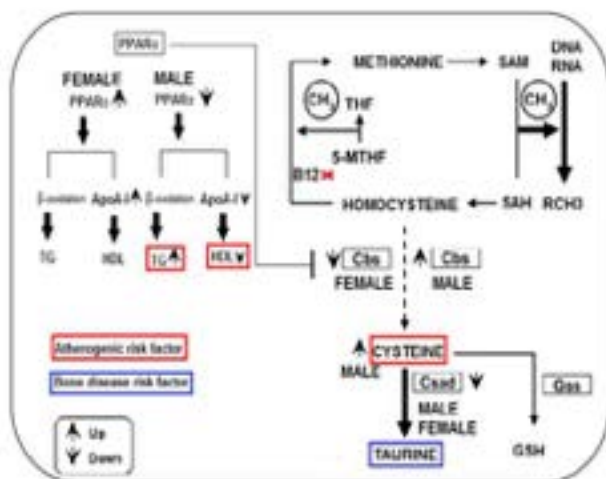 PPARα
FEMALE MALE
PPARα PPARα
β-oxidation ApoA-I β-oxidation ApoA-I
TG HDL TG HDL
METHIONINE SAM
DNA
RNA
CH3 THF CH3
5-MTHF
B12
HOMOCYSTEINE SAH RCH3
Cbs Cbs
FEMALE MALE
CYSTEINE
MALE
Csad Gss
MALE
FEMALE
TAURINE GSH
Atherogenic risk factor
Bone disease risk factor
Up
Down